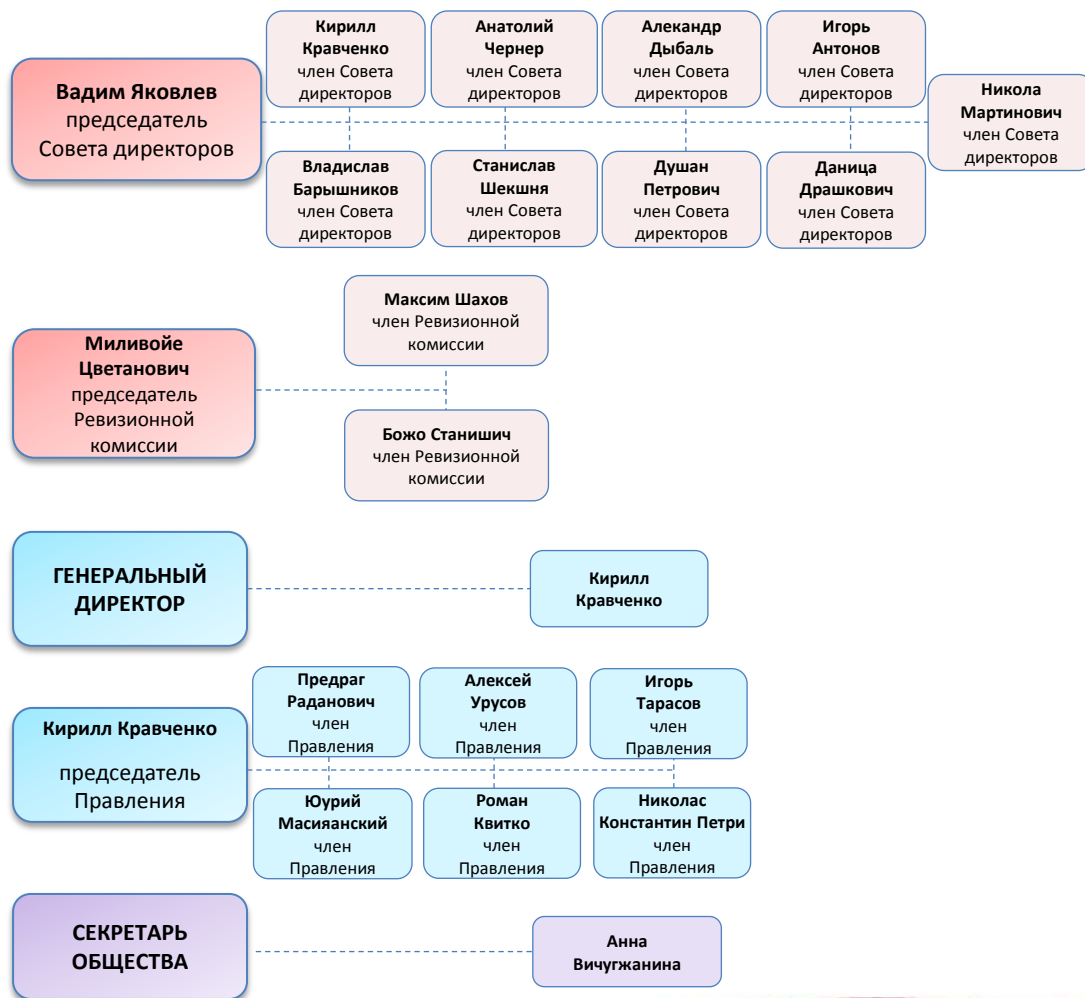 Вадим Яковлев
председатель
Совета директоров
Кирилл
Кравченко
член Совета
директоров
Анатолий
Чернер
член Совета
директоров
Алекандр
Дыбаль
член Совета
директоров
Игорь
Антонов
член Совета
директоров
Никола
Мартинович
член Совета
директоров
Владислав
Барышников
член Совета
директоров
Станислав
Шекшня
член Совета
директоров
Душан
Петрович
член Совета
директоров
Даница
Драшкович
член Совета
директоров
Миливойе
Цветанович
председатель
Ревизионной
комиссии
Максим Шахов
член Ревизионной
комиссии
Божо Станишич
член Ревизионной
комиссии
ГЕНЕРАЛЬНЫЙ
ДИРЕКТОР
Кирилл
Кравченко
Кирилл Кравченко
председатель
Правления
Предраг
Раданович
член
Правления
Алексей
Урусов
член
Правления
Игорь
Тарасов
член
Правления
Юурий
Масияанский
член
Правления
Роман
Квитко
член
Правления
Николас
Константин Петри
член
Правления
СЕКРЕТАРЬ
ОБЩЕСТВА
Анна
Вичугжанина